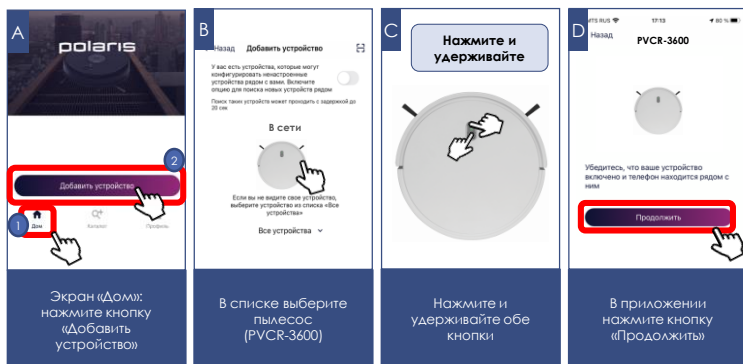 A
polaris
2
Добавить устройство
1
Дом
Каталог
Профиль
Экран «Дом»:
нажмите кнопку
«Добавить
устройство»
B
Назад
Добавить устройство
У вас есть устройства, которые могут
конфигурировать ненастроенные
устройства рядом с вами. Включите
опцию для поиска новых устройств рядом
Поиск таких устройств может проходить с задержкой до
20 сек
В сети
Если вы не видите свое устройство,
выберите устройство из списка «Все
устройства»
Все устройства
В списке выберите
пылесос
(PVCR-3600)
C
Нажмите и
удерживайте
Нажмите и
удерживайте обе
кнопки
D
MTS RUS
17:13
80 %
Назад
PVCR-3600
Убедитесь, что ваше устройство
включено и телефон находится рядом с
ним
Продолжить
В приложении
нажмите кнопку
«Продолжить»